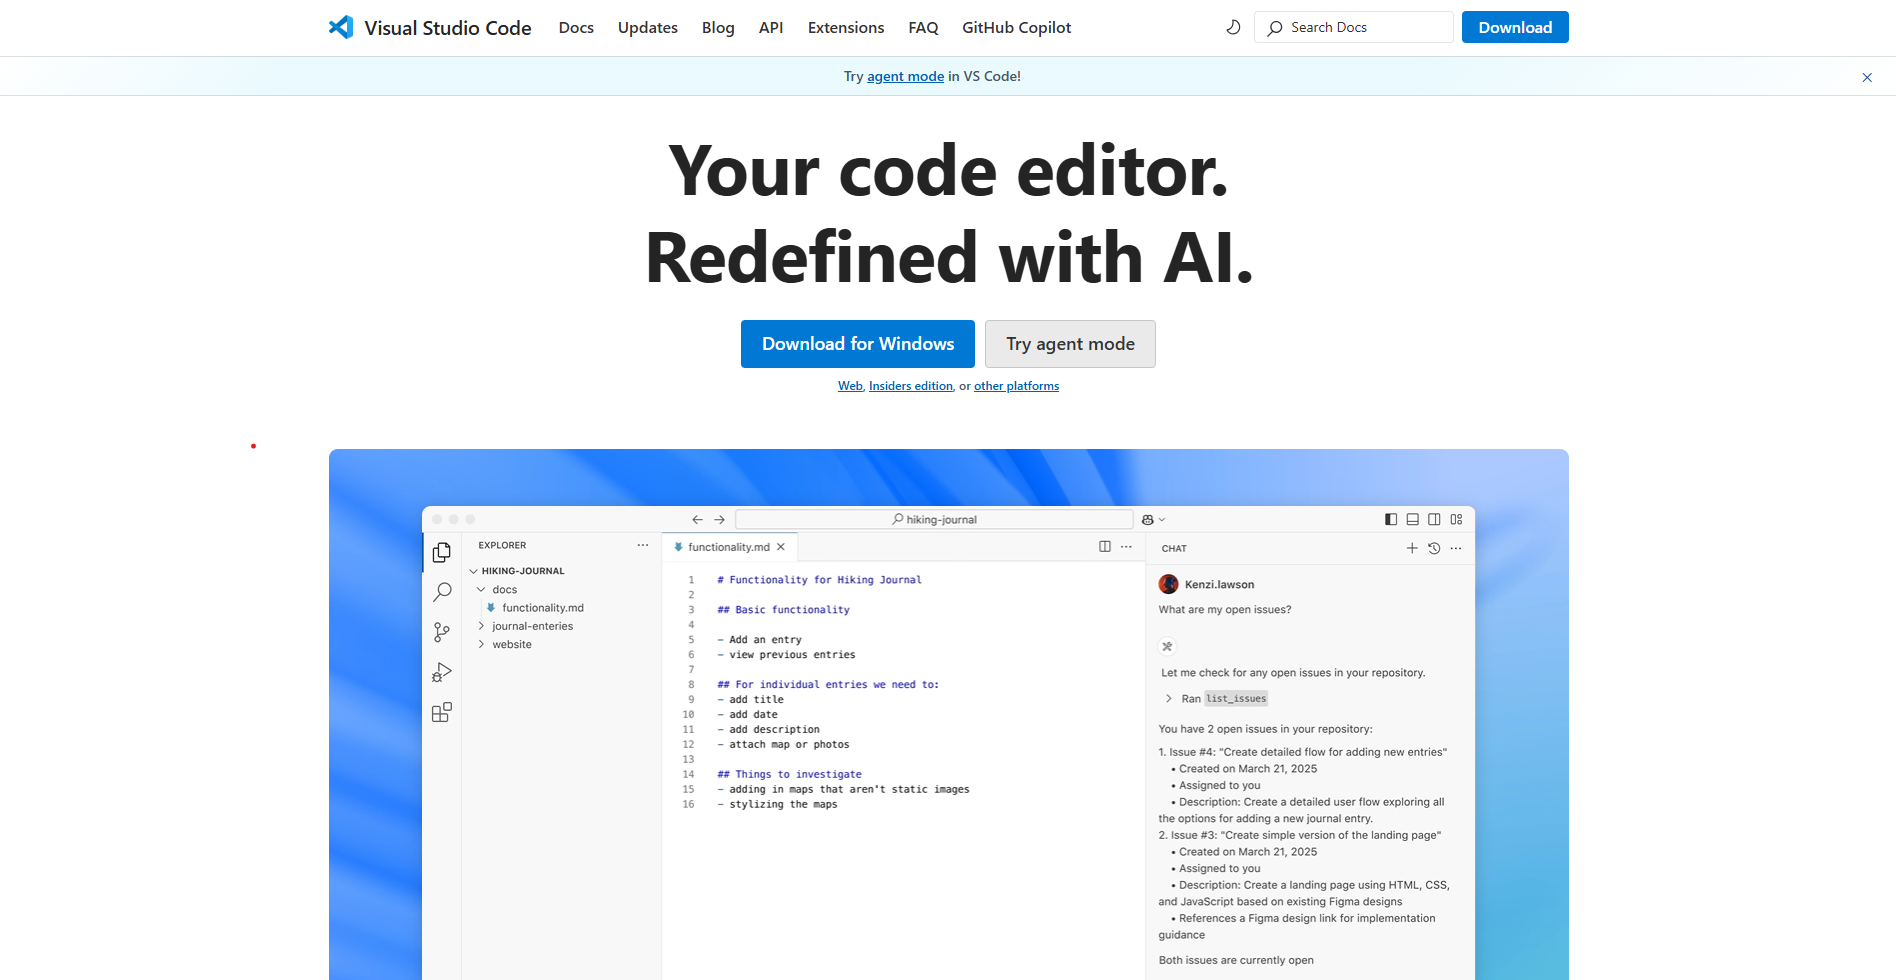 Visual Studio Code Docs Updates Blog API Extensions FAQ GitHub Copilot Search Docs Download
Try agent mode in VS Code!
Your code editor.
Redefined with AI.
Download for Windows Try agent mode
Web, Insiders edition, or other platforms
hiking-journal
EXPLORER
HIKING-JOURNAL
docs
functionality.md
journal-enteries
website
functionality.md
1 # Functionality for Hiking Journal
2
3 ## Basic functionality
4
5 - Add an entry
6 - view previous entries
7
8 ## For individual entries we need to:
9 - add title
10 - add date
11 - add description
12 - attach map or photos
13
14 ## Things to investigate
15 - adding in maps that aren't static images
16 - stylizing the maps
CHAT
Kenzi.lawson
What are my open issues?
Let me check for any open issues in your repository.
Ran list_issues
You have 2 open issues in your repository:
1. Issue #4: "Create detailed flow for adding new entries"
• Created on March 21, 2025
• Assigned to you
• Description: Create a detailed user flow exploring all
the options for adding a new journal entry.
2. Issue #3: "Create simple version of the landing page"
• Created on March 21, 2025
• Assigned to you
• Description: Create a landing page using HTML, CSS,
and JavaScript based on existing Figma designs
• References a Figma design link for implementation
guidance
Both issues are currently open